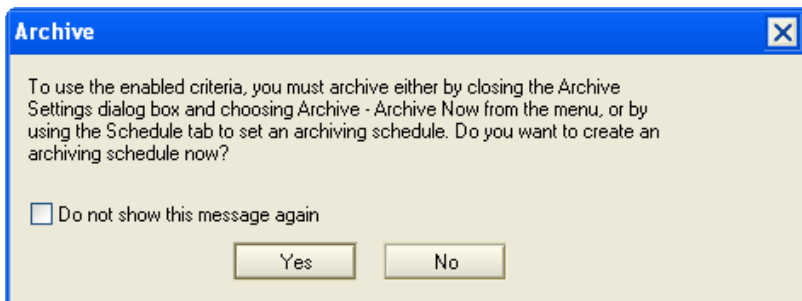 Archive
To use the enabled criteria, you must archive either by closing the Archive
Settings dialog box and choosing Archive - Archive Now from the menu, or by
using the Schedule tab to set an archiving schedule. Do you want to create an
archiving schedule now?
Do not show this message again
Yes No